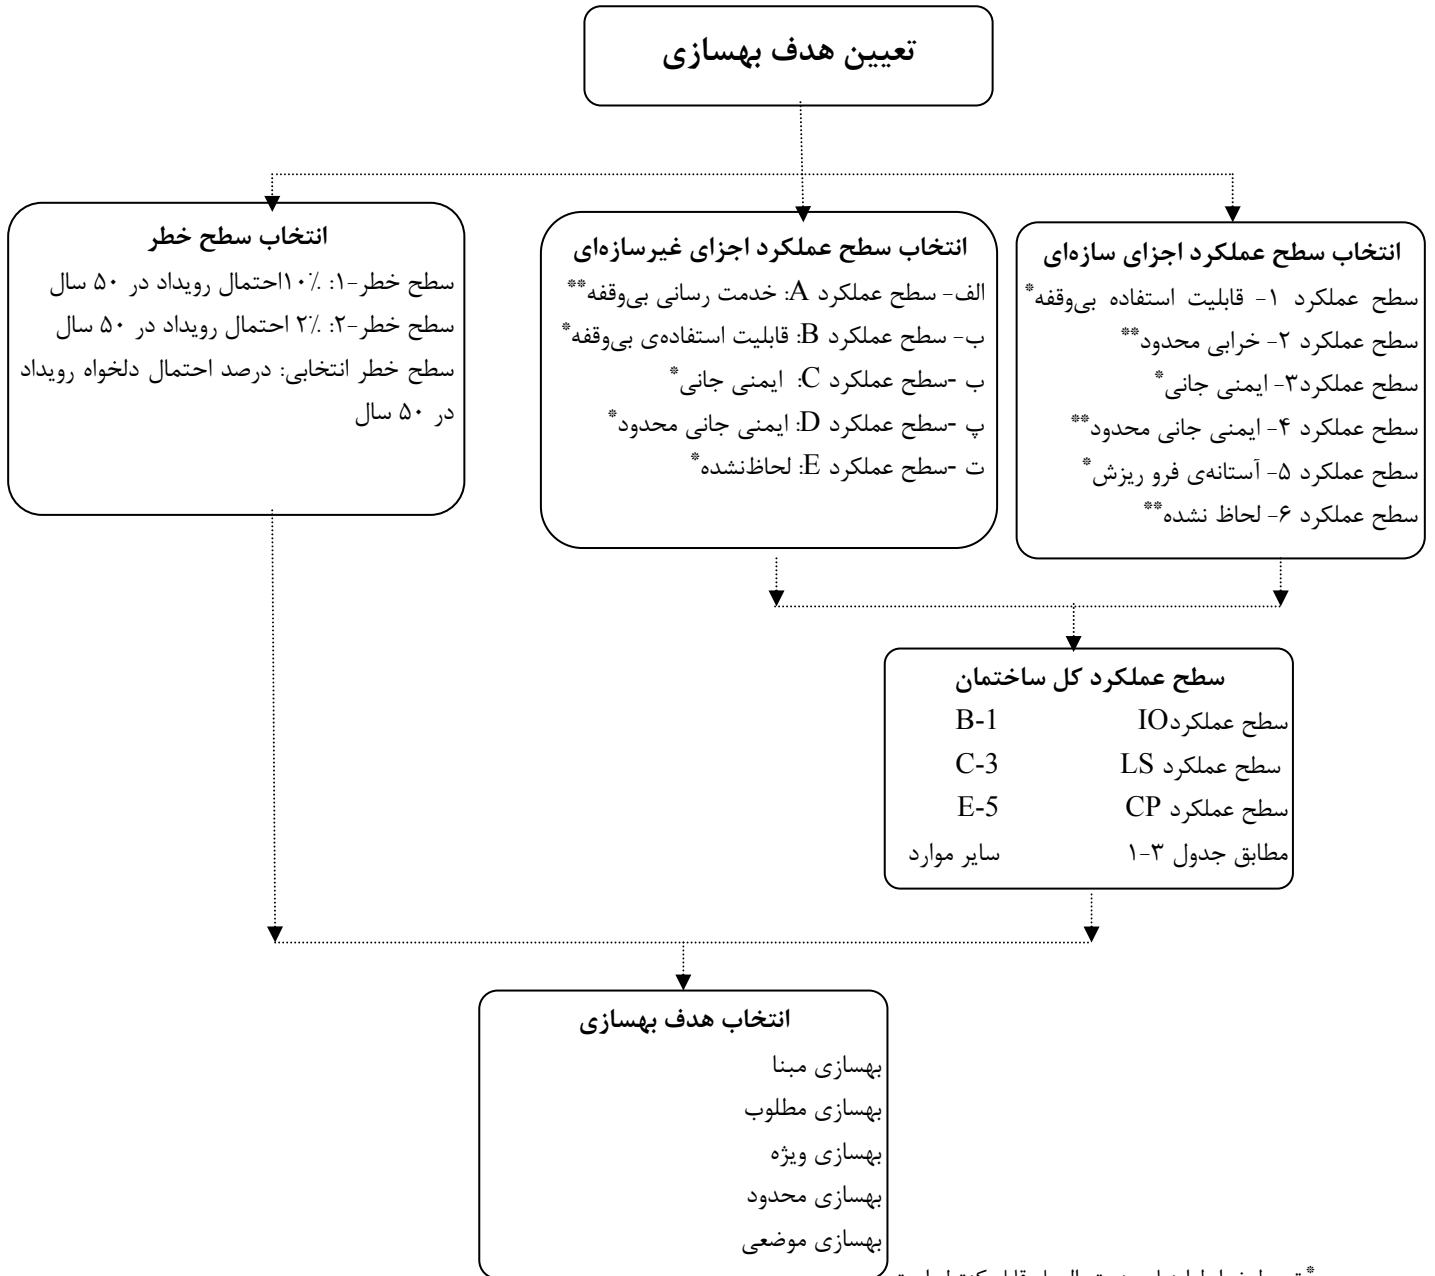 تعیین هدف بهسازی
انتخاب سطح عملکرد اجزای سازه‌ای
سطح عملکرد ۱- قابلیت استفاده بی‌وقفه*
سطح عملکرد ۲- خرابی محدود**
سطح عملکرد۳- ایمنی جانی*
سطح عملکرد ۴- ایمنی جانی محدود**
سطح عملکرد ۵- آستانه‌ی فرو ریزش*
سطح عملکرد ۶- لحاظ نشده**
انتخاب سطح عملکرد اجزای غیرسازه‌ای
الف- سطح عملکرد A: خدمت رسانی بی‌وقفه**
ب- سطح عملکرد B: قابلیت استفاده‌ی بی‌وقفه*
ب -سطح عملکرد C: ایمنی جانی*
پ -سطح عملکرد D: ایمنی جانی محدود*
ت -سطح عملکرد E: لحاظ‌نشده*
انتخاب سطح خطر
سطح خطر-۱: ۱۰٪احتمال رویداد در ۵۰ سال
سطح خطر-۲: ۲٪ احتمال رویداد در ۵۰ سال
سطح خطر انتخابی: درصد احتمال دلخواه رویداد
در ۵۰ سال
سطح عملکرد کل ساختمان
سطح عملکردIO B-1
سطح عملکرد LS C-3
سطح عملکرد CP E-5
مطابق جدول ۳-۱ سایر موارد
انتخاب هدف بهسازی
بهسازی مبنا
بهسازی مطلوب
بهسازی ویژه
بهسازی محدود
بهسازی موضعی